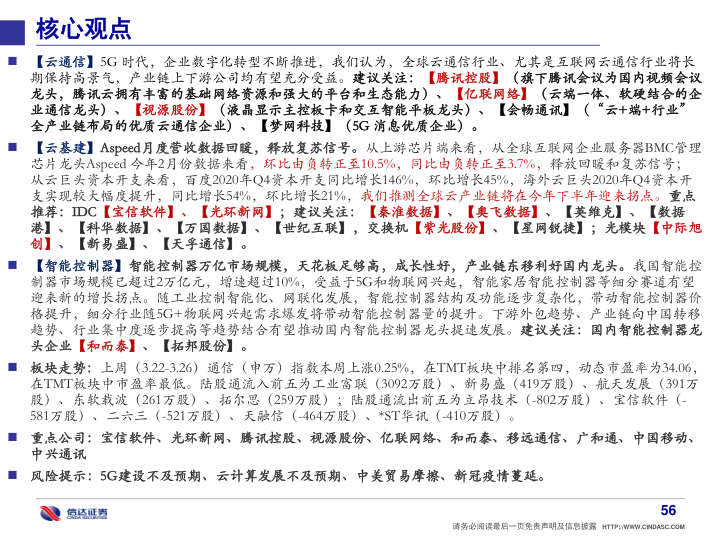 核心观点
【云通信】5G 时代，企业数字化转型不断推进，我们认为，全球云通信行业、尤其是互联网云通信行业将长
期保持高景气，产业链上下游公司均有望充分受益。建议关注：【腾讯控股】（旗下腾讯会议为国内视频会议
龙头，腾讯云拥有丰富的基础网络资源和强大的平台和生态能力）、【亿联网络】（云端一体、软硬结合的企
业通信龙头）、【视源股份】（液晶显示主控板卡和交互智能平板龙头）、【会畅通讯】（“云+端+行业”
全产业链布局的优质云通信企业）、【梦网科技】（5G 消息优质企业）。
【云基建】Aspeed月度营收数据回暖，释放复苏信号。从上游芯片端来看，从全球互联网企业服务器BMC管理
芯片龙头Aspeed 今年2月份数据来看，环比由负转正至10.5%，同比由负转正至3.7%，释放回暖和复苏信号；
从云巨头资本开支来看，百度2020年Q4资本开支同比增长146%，环比增长45%，海外云巨头2020年Q4资本开
支实现较大幅度提升，同比增长54%，环比增长21%，我们推测全球云产业链将在今年下半年迎来拐点。重点
推荐：IDC【宝信软件】、【光环新网】；建议关注：【秦淮数据】、【奥飞数据】、【英维克】、【数据
港】、【科华数据】、【万国数据】、【世纪互联】，交换机【紫光股份】、【星网锐捷】；光模块【中际旭
创】、【新易盛】、【天孚通信】。
【智能控制器】智能控制器万亿市场规模，天花板足够高，成长性好，产业链东移利好国内龙头。我国智能控
制器市场规模已超过2万亿元，增速超过10%，受益于5G和物联网兴起，智能家居智能控制器等细分赛道有望
迎来新的增长拐点。随工业控制智能化、网联化发展，智能控制器结构及功能逐步复杂化，带动智能控制器价
格提升，细分行业随5G+物联网兴起需求爆发将带动智能控制器量的提升。下游外包趋势、产业链向中国转移
趋势、行业集中度逐步提高等趋势结合有望推动国内智能控制器龙头提速发展。建议关注：国内智能控制器龙
头企业【和而泰】、【拓邦股份】。
板块走势：上周（3.22-3.26）通信（申万）指数本周上涨0.25%，在TMT板块中排名第四，动态市盈率为34.06，
在TMT板块中市盈率最低。陆股通流入前五为工业富联（3092万股）、新易盛（419万股）、航天发展（391万
股）、东软载波（261万股）、拓尔思（259万股）；陆股通流出前五为立昂技术（-802万股）、宝信软件（-
581万股）、二六三（-521万股）、天融信（-464万股）、*ST华讯（-410万股）。
重点公司：宝信软件、光环新网、腾讯控股、视源股份、亿联网络、和而泰、移远通信、广和通、中国移动、
中兴通讯
风险提示：5G建设不及预期、云计算发展不及预期、中美贸易摩擦、新冠疫情蔓延。
信达证券
CINDA SECURITIES
56
请务必阅读最后一页免责声明及信息披露 HTTP://WWW.CINDASC.COM